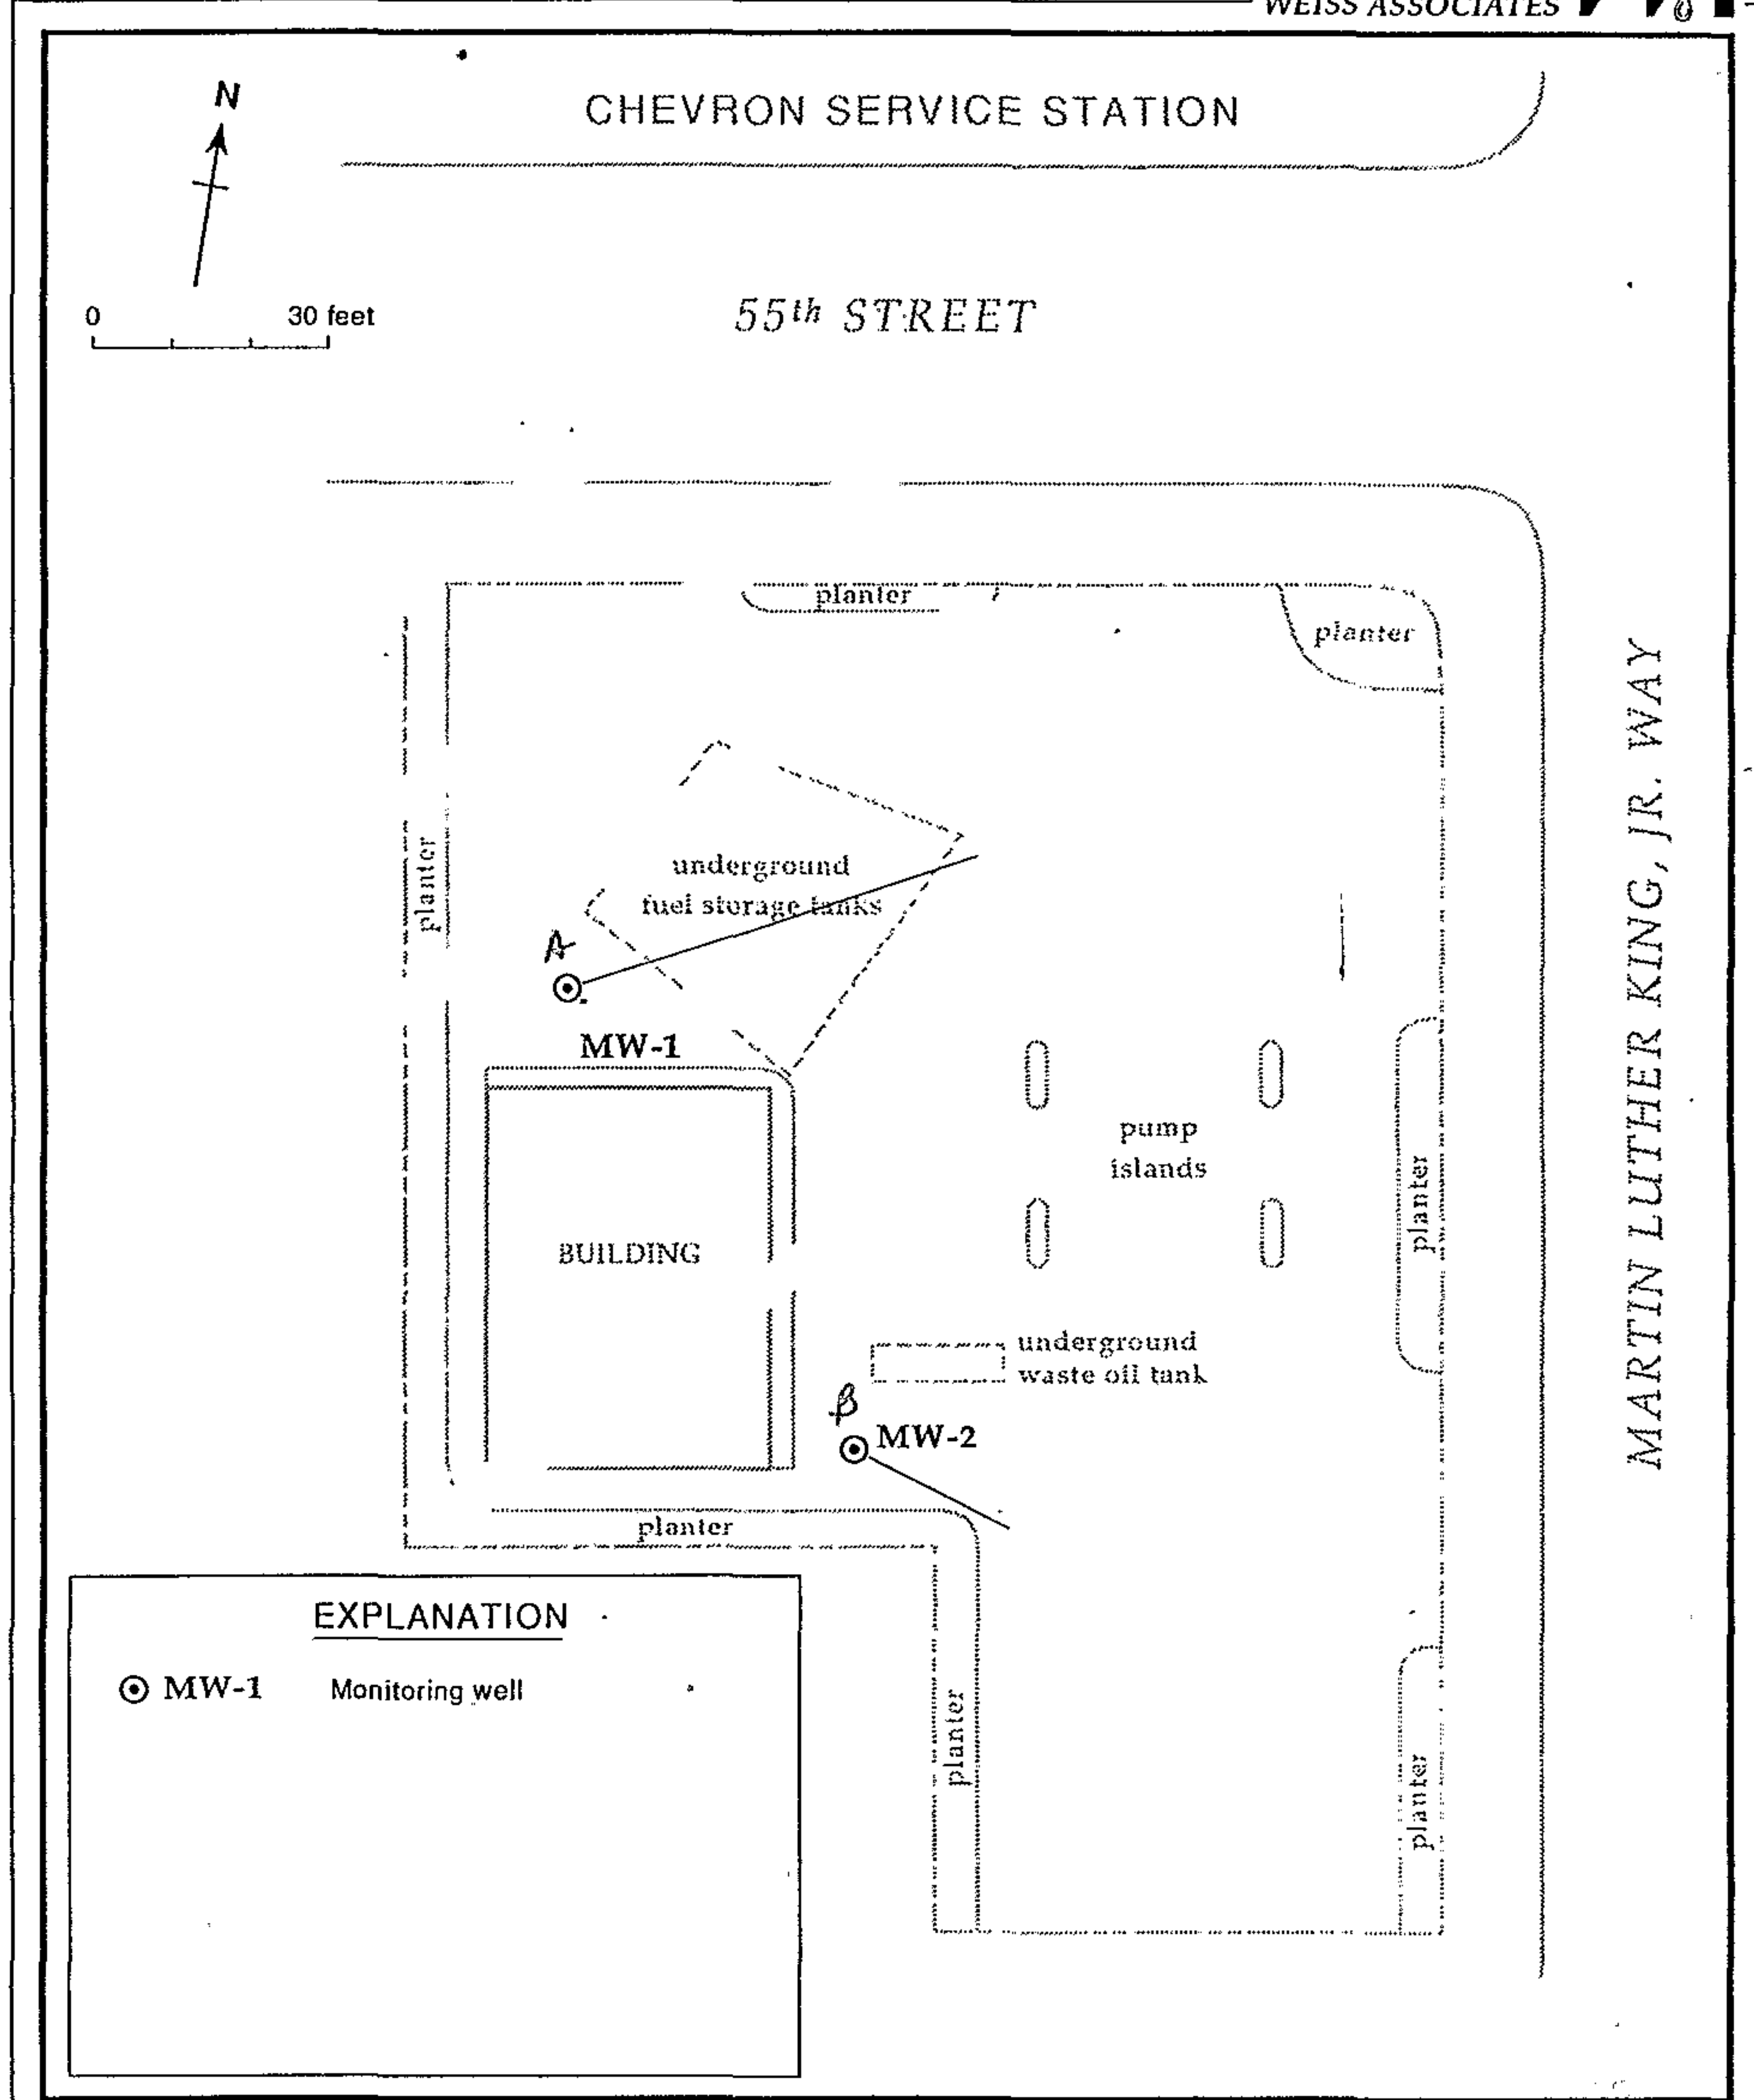 WEISS ASSOCIATES
N
CHEVRON SERVICE STATION
0 30 feet
55th STREET
planter
planter
MARTIN LUTHER KING, JR. WAY
planter
underground
fuel storage tanks
A
MW-1
pump
islands
planter
BUILDING
underground
waste oil tank
B
MW-2
planter
EXPLANATION
MW-1 Monitoring well
planter
planter